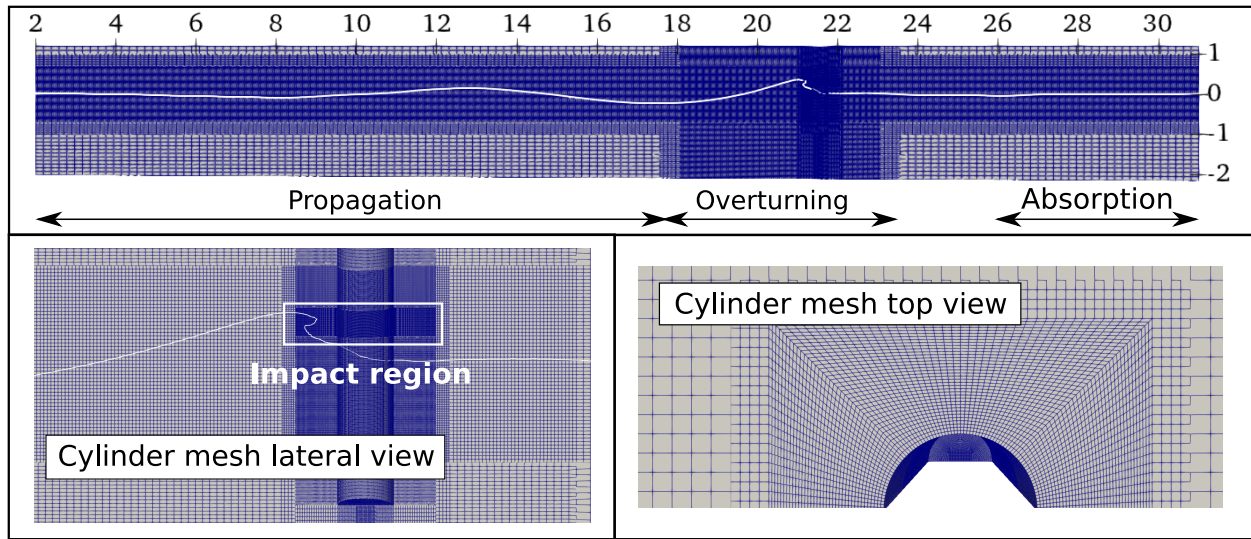 2 4 6 8 10 12 14 16 18 20 22 24 26 28 30
1
0
-1
-2
Propagation Overturning Absorption
Impact region
Cylinder mesh lateral view
Cylinder mesh top view